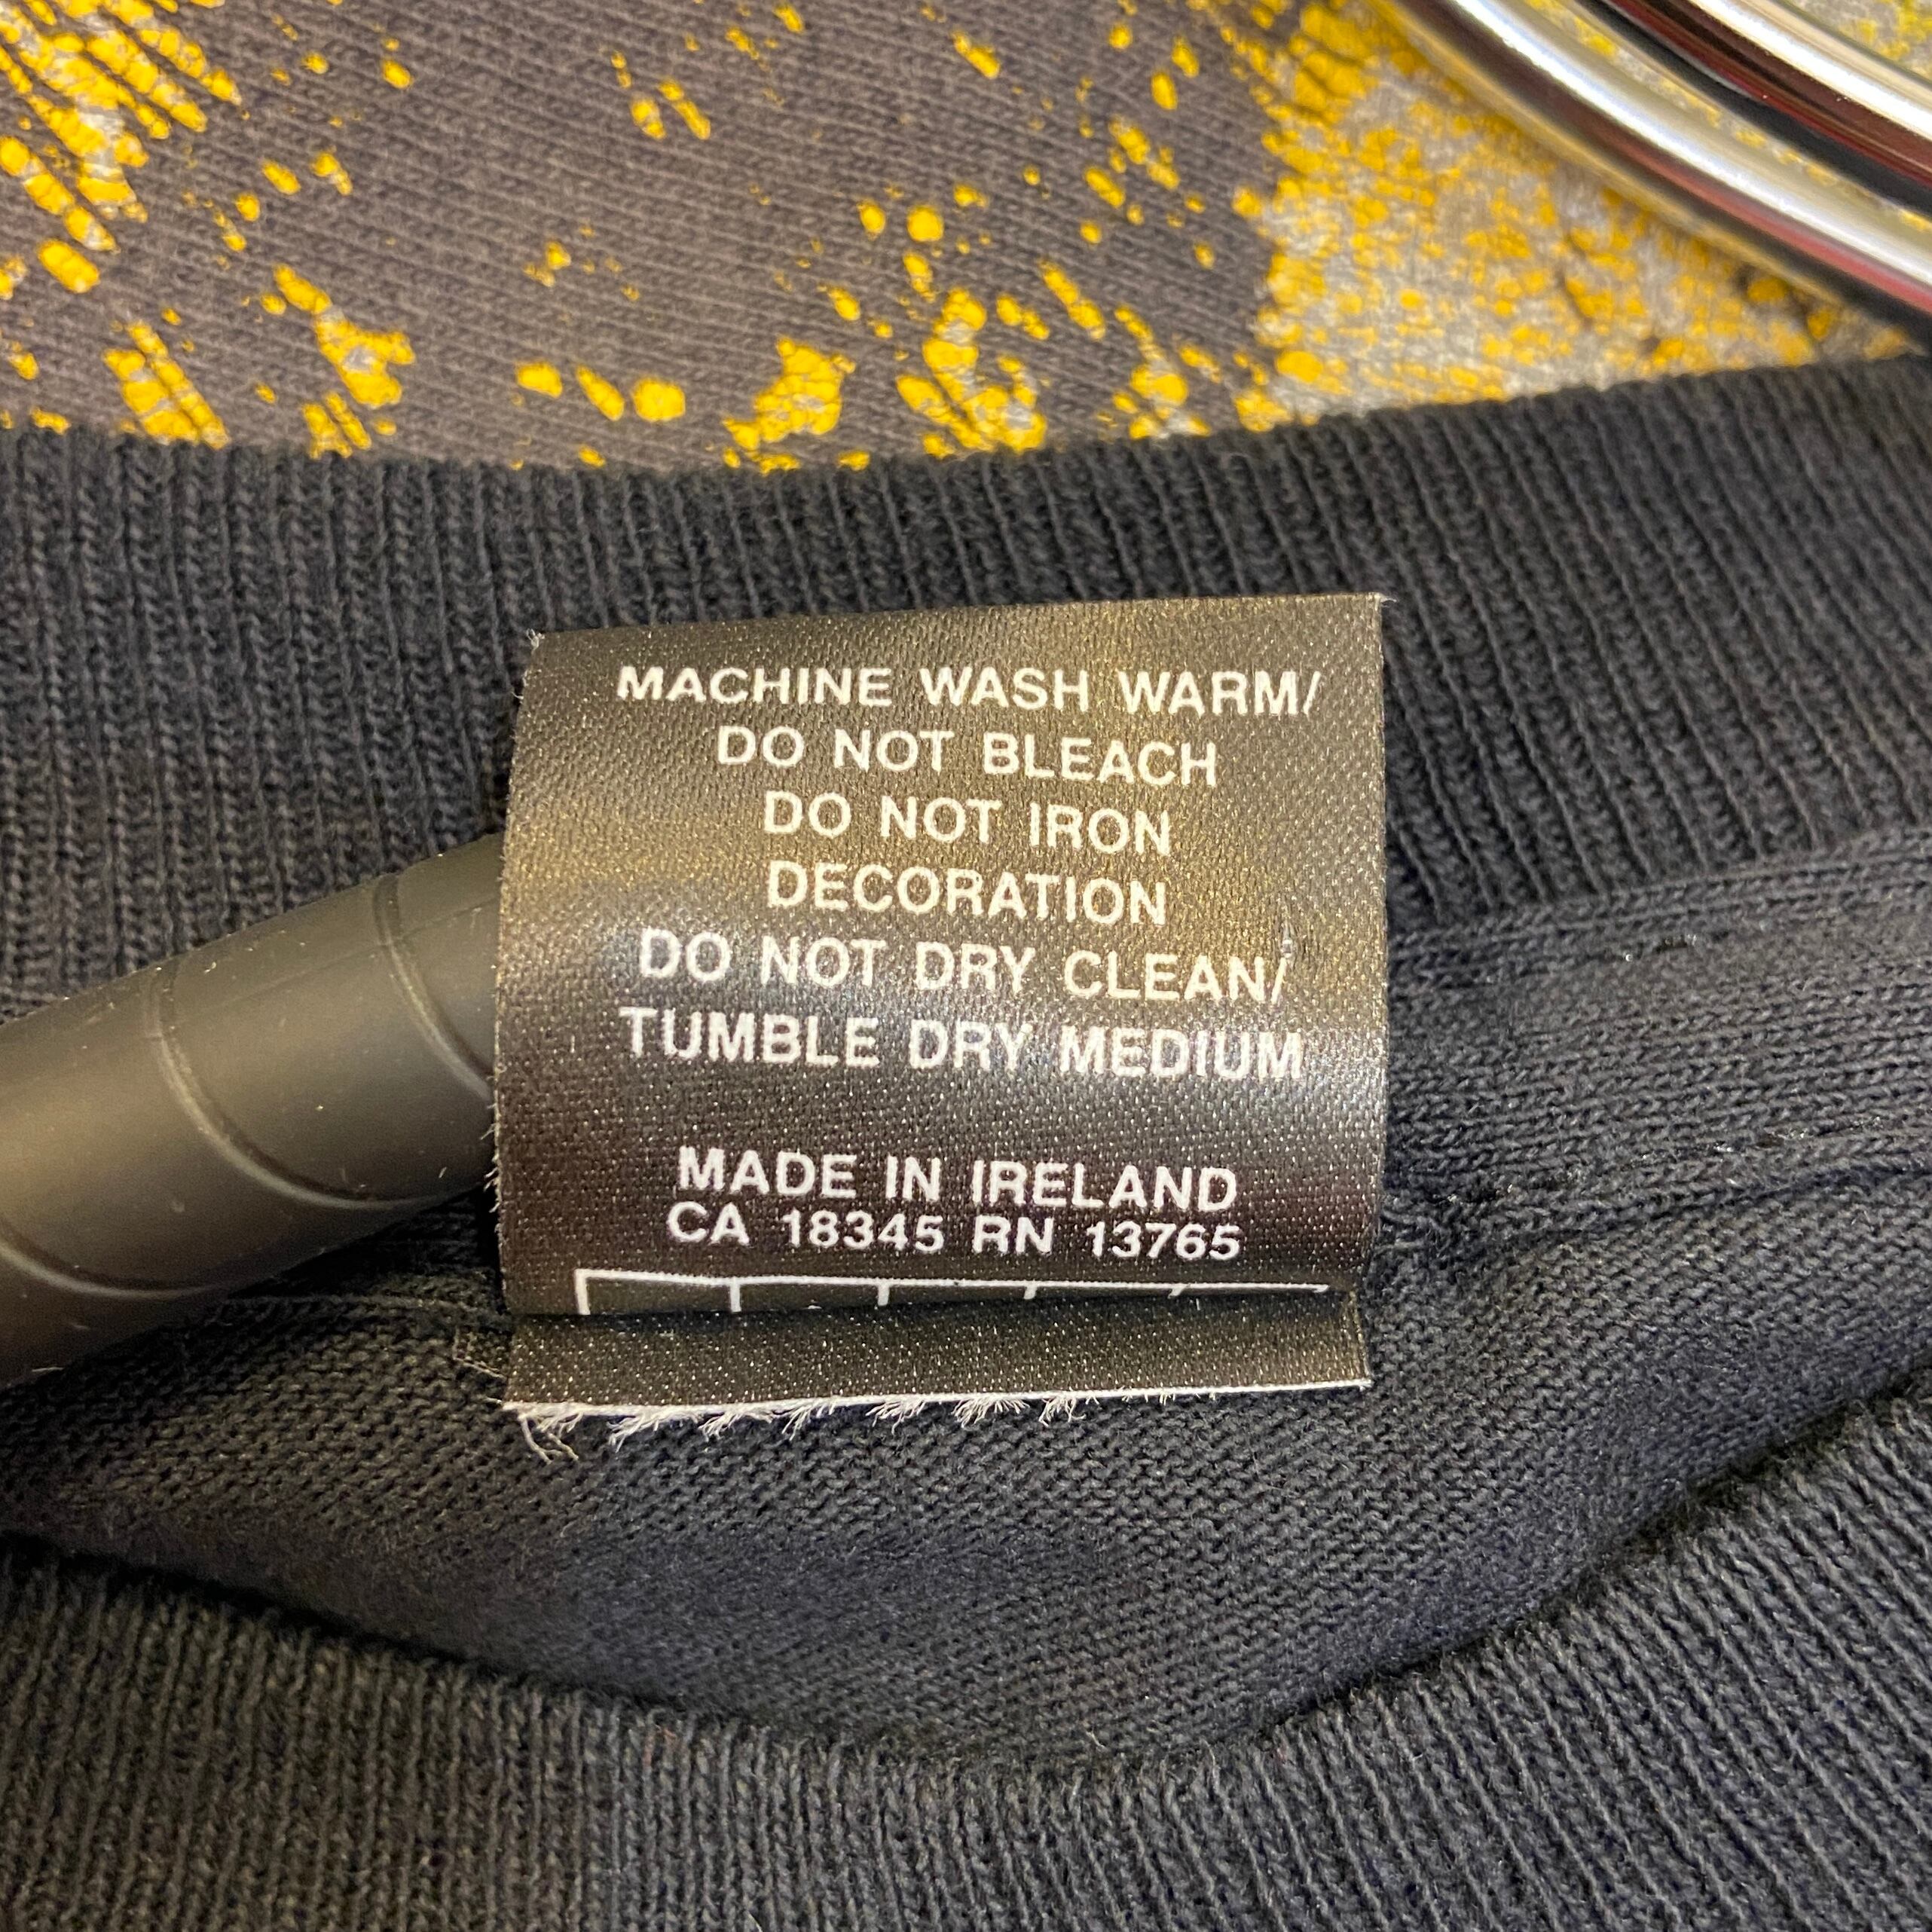 MACHINE WASH WARM/
DO NOT BLEACH
DO NOT IRON
DECORATION
DO NOT DRY CLEAN/
TUMBLE DRY MEDIUM
MADE IN IRELAND
CA 18345 RN 13765